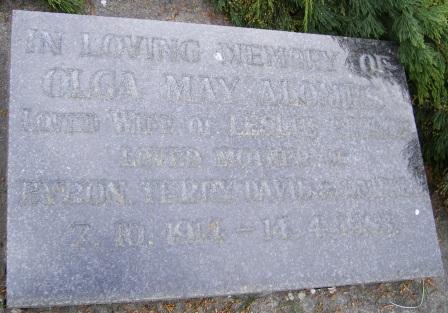 IN LOVING MEMORY OF
OLGA MAY
LOVED WIFE OF LESLIE
LOVED MOTHER OF
BYRON, TERRY, DAVID
7. 10. 1914 - 14. 4.